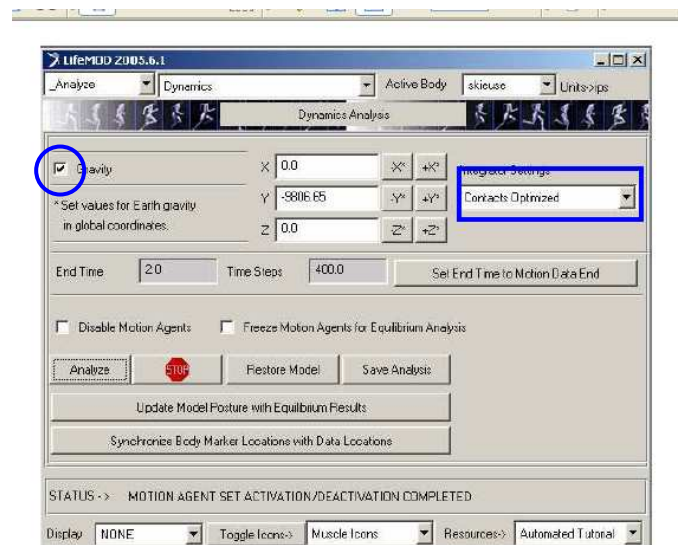 LifeMOD 2005.6.1
_Analyze Dynamics Active Body skieuse Units->ips
Dynamics Analysis
Gravity X 0.0 -X* +X* Integrator Settings
*Set values for Earth gravity Y -9806.65 -Y* +Y* Contacts Optimized
in global coordinates. Z 0.0 -Z* +Z*
End Time 2.0 Time Steps 400.0 Set End Time to Motion Data End
Disable Motion Agents Freeze Motion Agents for Equilibrium Analysis
Analyze STOP Restore Model Save Analysis
Update Model Posture with Equilbrium Results
Synchronize Body Marker Locations with Data Locations
STATUS -> MOTION AGENT SET ACTIVATION/DEACTIVATION COMPLETED
Display NONE Toggle Icons-> Muscle Icons Resources-> Automated Tutorial